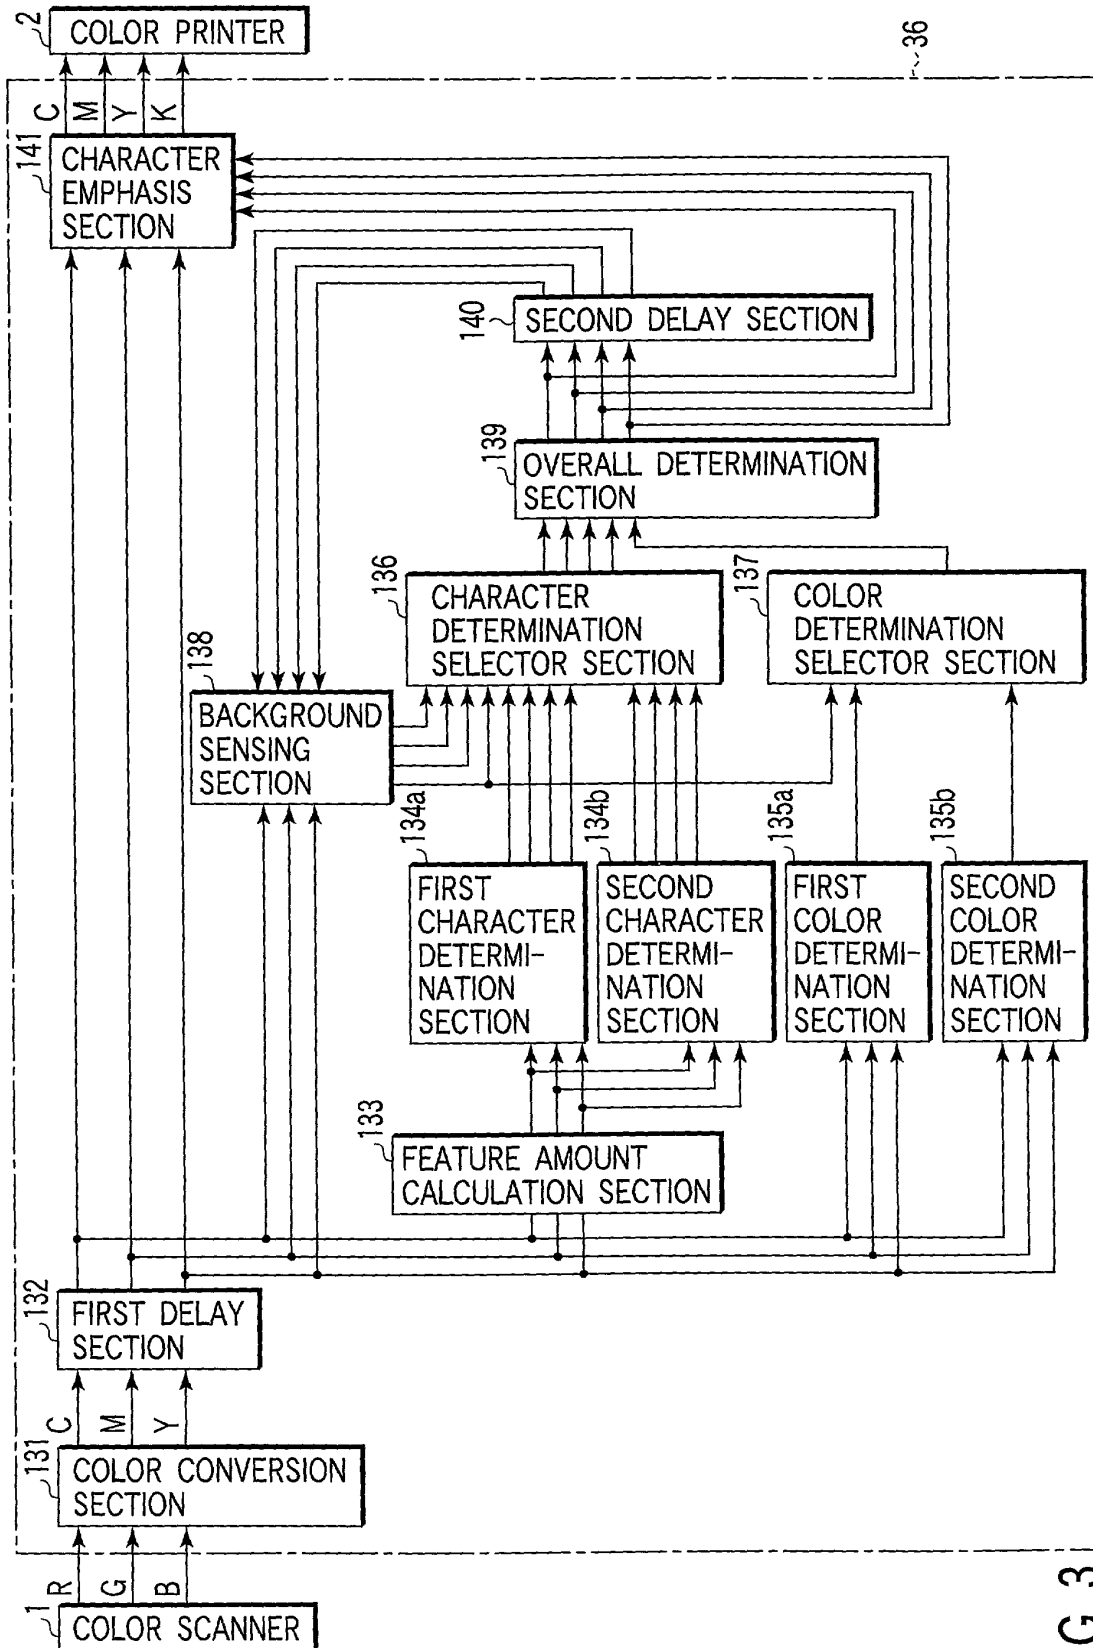 1
COLOR SCANNER
R
G
B
131
COLOR CONVERSION
SECTION
C
M
Y
132
FIRST DELAY
SECTION
133
FEATURE AMOUNT
CALCULATION SECTION
134a
FIRST
CHARACTER
DETERMI-
NATION
SECTION
134b
SECOND
CHARACTER
DETERMI-
NATION
SECTION
135a
FIRST
COLOR
DETERMI-
NATION
SECTION
135b
SECOND
COLOR
DETERMI-
NATION
SECTION
138
BACKGROUND
SENSING
SECTION
136
CHARACTER
DETERMINATION
SELECTOR SECTION
137
COLOR
DETERMINATION
SELECTOR SECTION
139
OVERALL DETERMINATION
SECTION
140
SECOND DELAY SECTION
141
CHARACTER
EMPHASIS
SECTION
C
M
Y
K
2
COLOR PRINTER
36
G 3